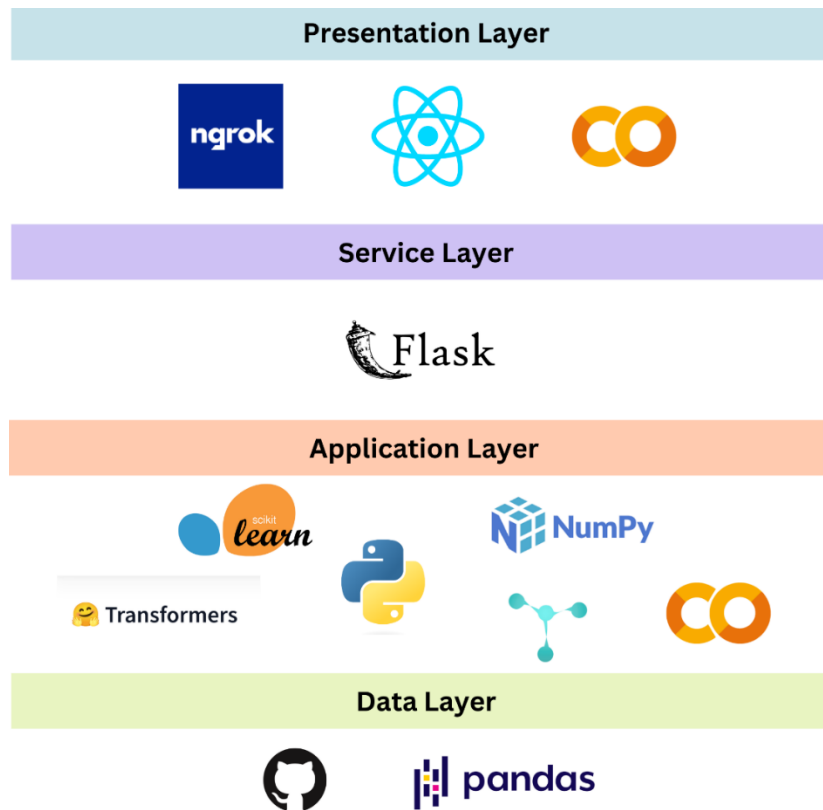 Presentation Layer
ngrok
Service Layer
Flask
Application Layer
scikit
learn
NumPy
Transformers
Data Layer
pandas